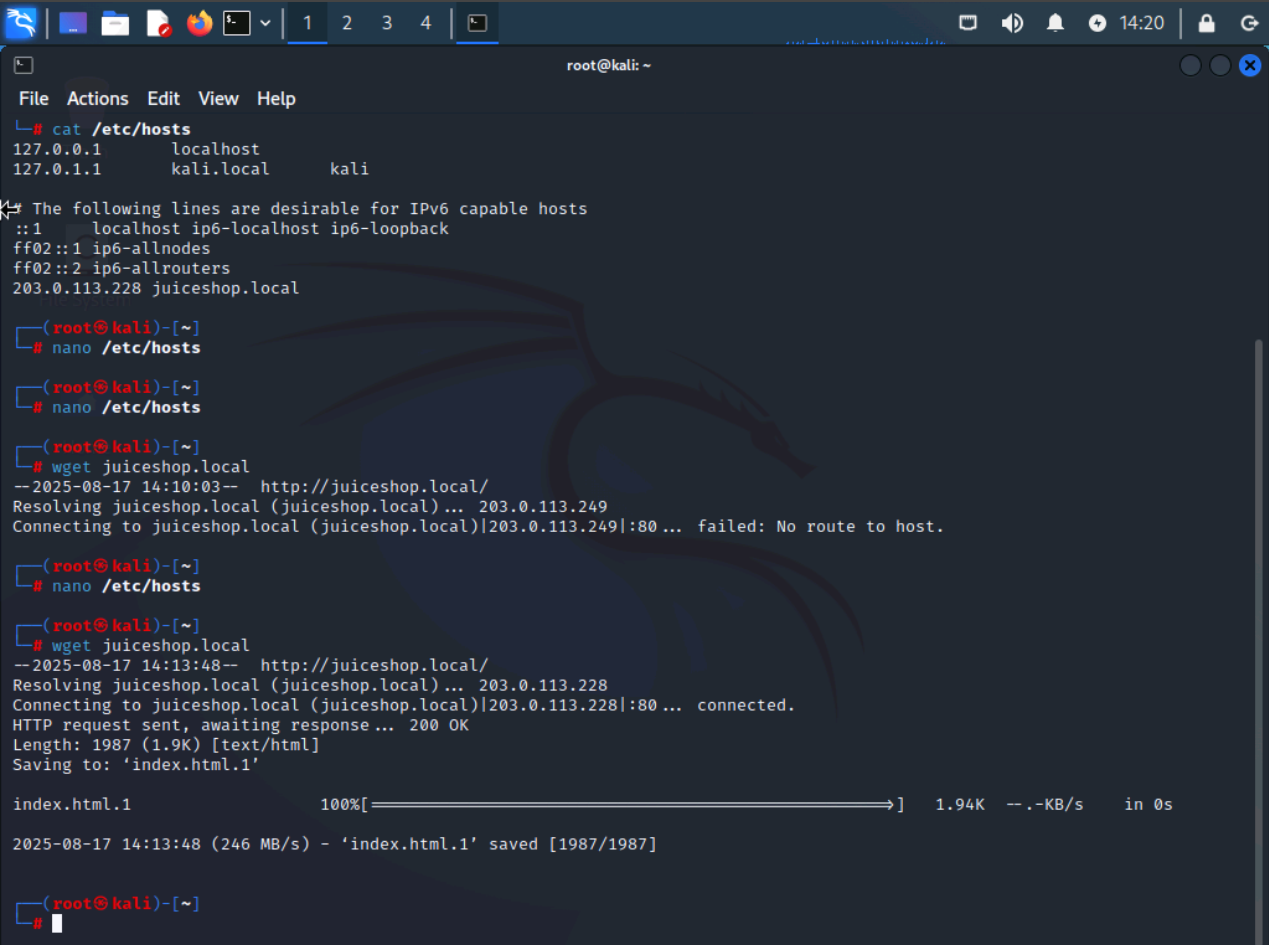 1 2 3 4 14:20
root@kali: ~
File Actions Edit View Help
└─# cat /etc/hosts
127.0.0.1       localhost
127.0.1.1       kali.local      kali
# The following lines are desirable for IPv6 capable hosts
::1     localhost ip6-localhost ip6-loopback
ff02::1 ip6-allnodes
ff02::2 ip6-allrouters
203.0.113.228 juiceshop.local
File System
┌──(root㉿kali)-[~]
└─# nano /etc/hosts
┌──(root㉿kali)-[~]
└─# nano /etc/hosts
┌──(root㉿kali)-[~]
└─# wget juiceshop.local
--2025-08-17 14:10:03--  http://juiceshop.local/
Resolving juiceshop.local (juiceshop.local)... 203.0.113.249
Connecting to juiceshop.local (juiceshop.local)|203.0.113.249|:80... failed: No route to host.
┌──(root㉿kali)-[~]
└─# nano /etc/hosts
┌──(root㉿kali)-[~]
└─# wget juiceshop.local
--2025-08-17 14:13:48--  http://juiceshop.local/
Resolving juiceshop.local (juiceshop.local)... 203.0.113.228
Connecting to juiceshop.local (juiceshop.local)|203.0.113.228|:80... connected.
HTTP request sent, awaiting response... 200 OK
Length: 1987 (1.9K) [text/html]
Saving to: ‘index.html.1’
index.html.1                   100%[====================================================>]   1.94K  --.-KB/s    in 0s
2025-08-17 14:13:48 (246 MB/s) - ‘index.html.1’ saved [1987/1987]
┌──(root㉿kali)-[~]
└─#